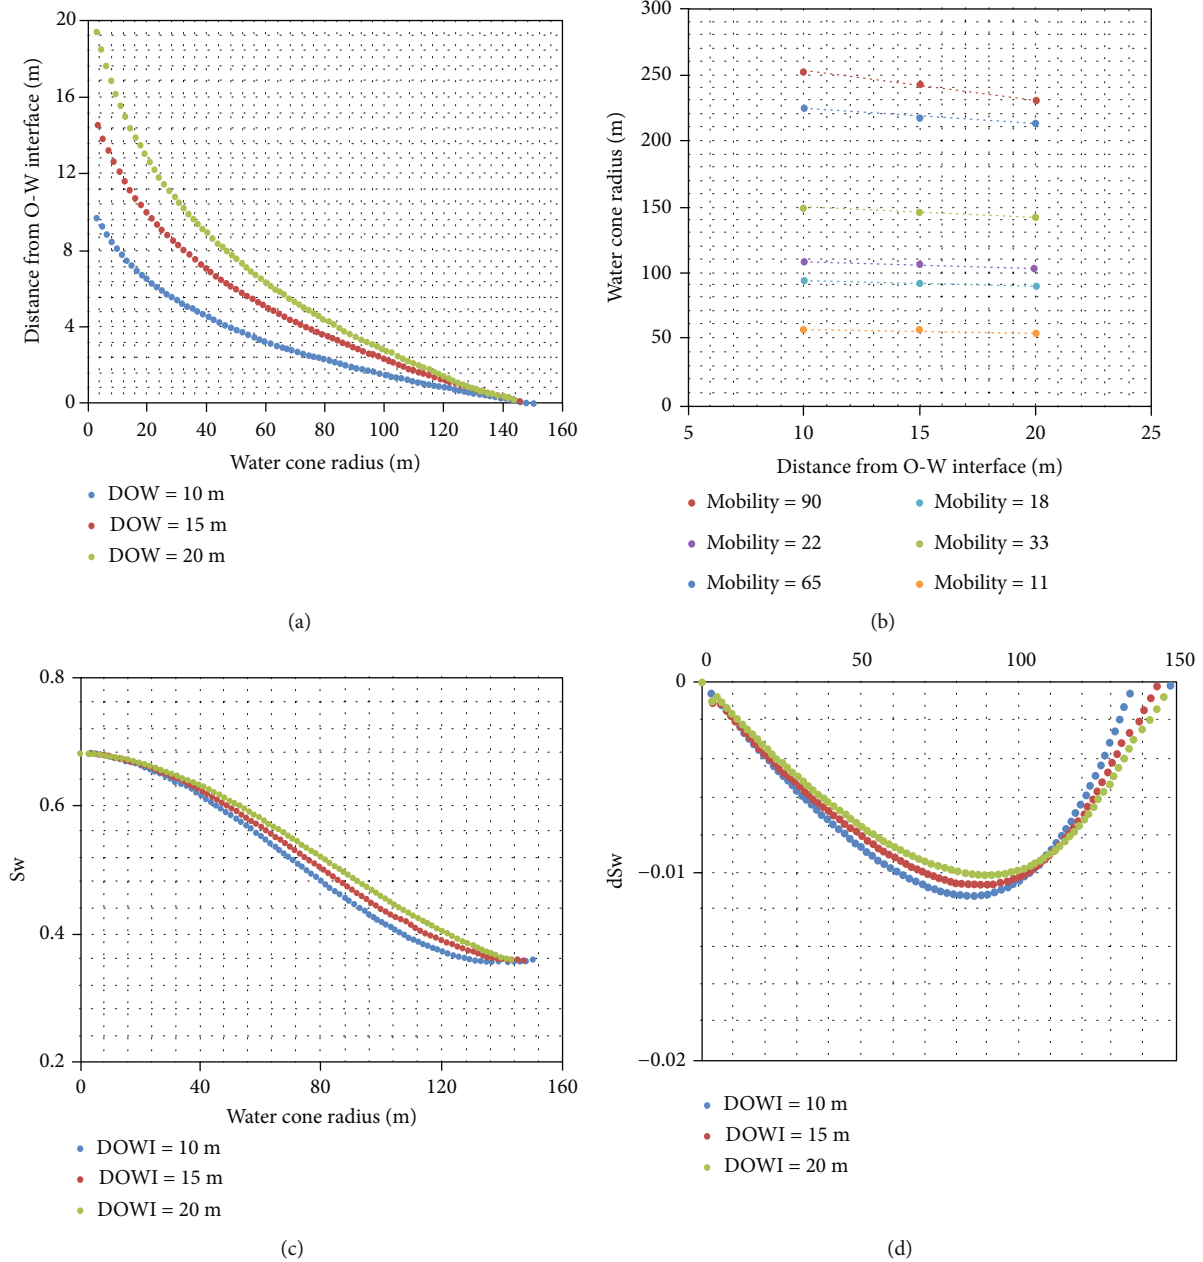 20
16
12
8
4
0
Distance from O-W interface (m)
0 20 40 60 80 100 120 140 160
Water cone radius (m)
DOW = 10 m
DOW = 15 m
DOW = 20 m
(a)
300
250
200
150
100
50
0
Water cone radius (m)
5 10 15 20 25
Distance from O-W interface (m)
Mobility = 90
Mobility = 18
Mobility = 22
Mobility = 33
Mobility = 65
Mobility = 11
(b)
0.8
0.6
0.4
0.2
Sw
0 40 80 120 160
Water cone radius (m)
DOWI = 10 m
DOWI = 15 m
DOWI = 20 m
(c)
0 50 100 150
0
−0.01
−0.02
dSw
DOWI = 10 m
DOWI = 15 m
DOWI = 20 m
(d)